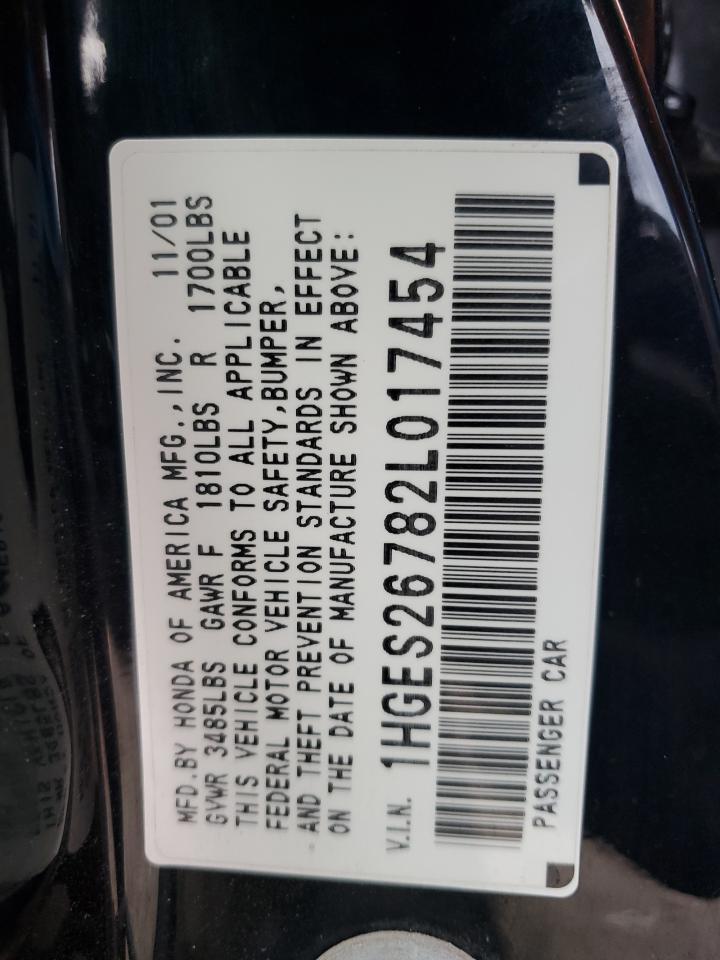 MFD.BY HONDA OF AMERICA MFG.,INC. 11/01
GVWR 3485LBS GAWR F 1810LBS R 1700LBS
THIS VEHICLE CONFORMS TO ALL APPLICABLE
FEDERAL MOTOR VEHICLE SAFETY,BUMPER,
AND THEFT PREVENTION STANDARDS IN EFFECT
ON THE DATE OF MANUFACTURE SHOWN ABOVE:
V.I.N. 1HGES26782L017454
PASSENGER CAR